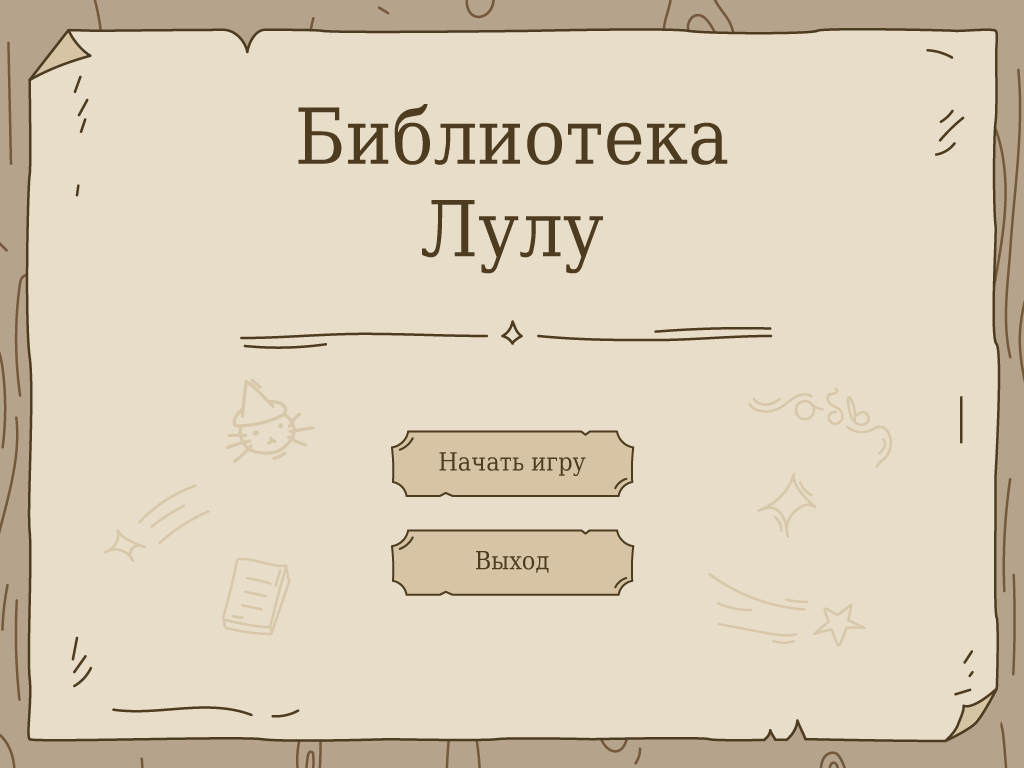 Библиотека
Лулу
Начать игру
Выход